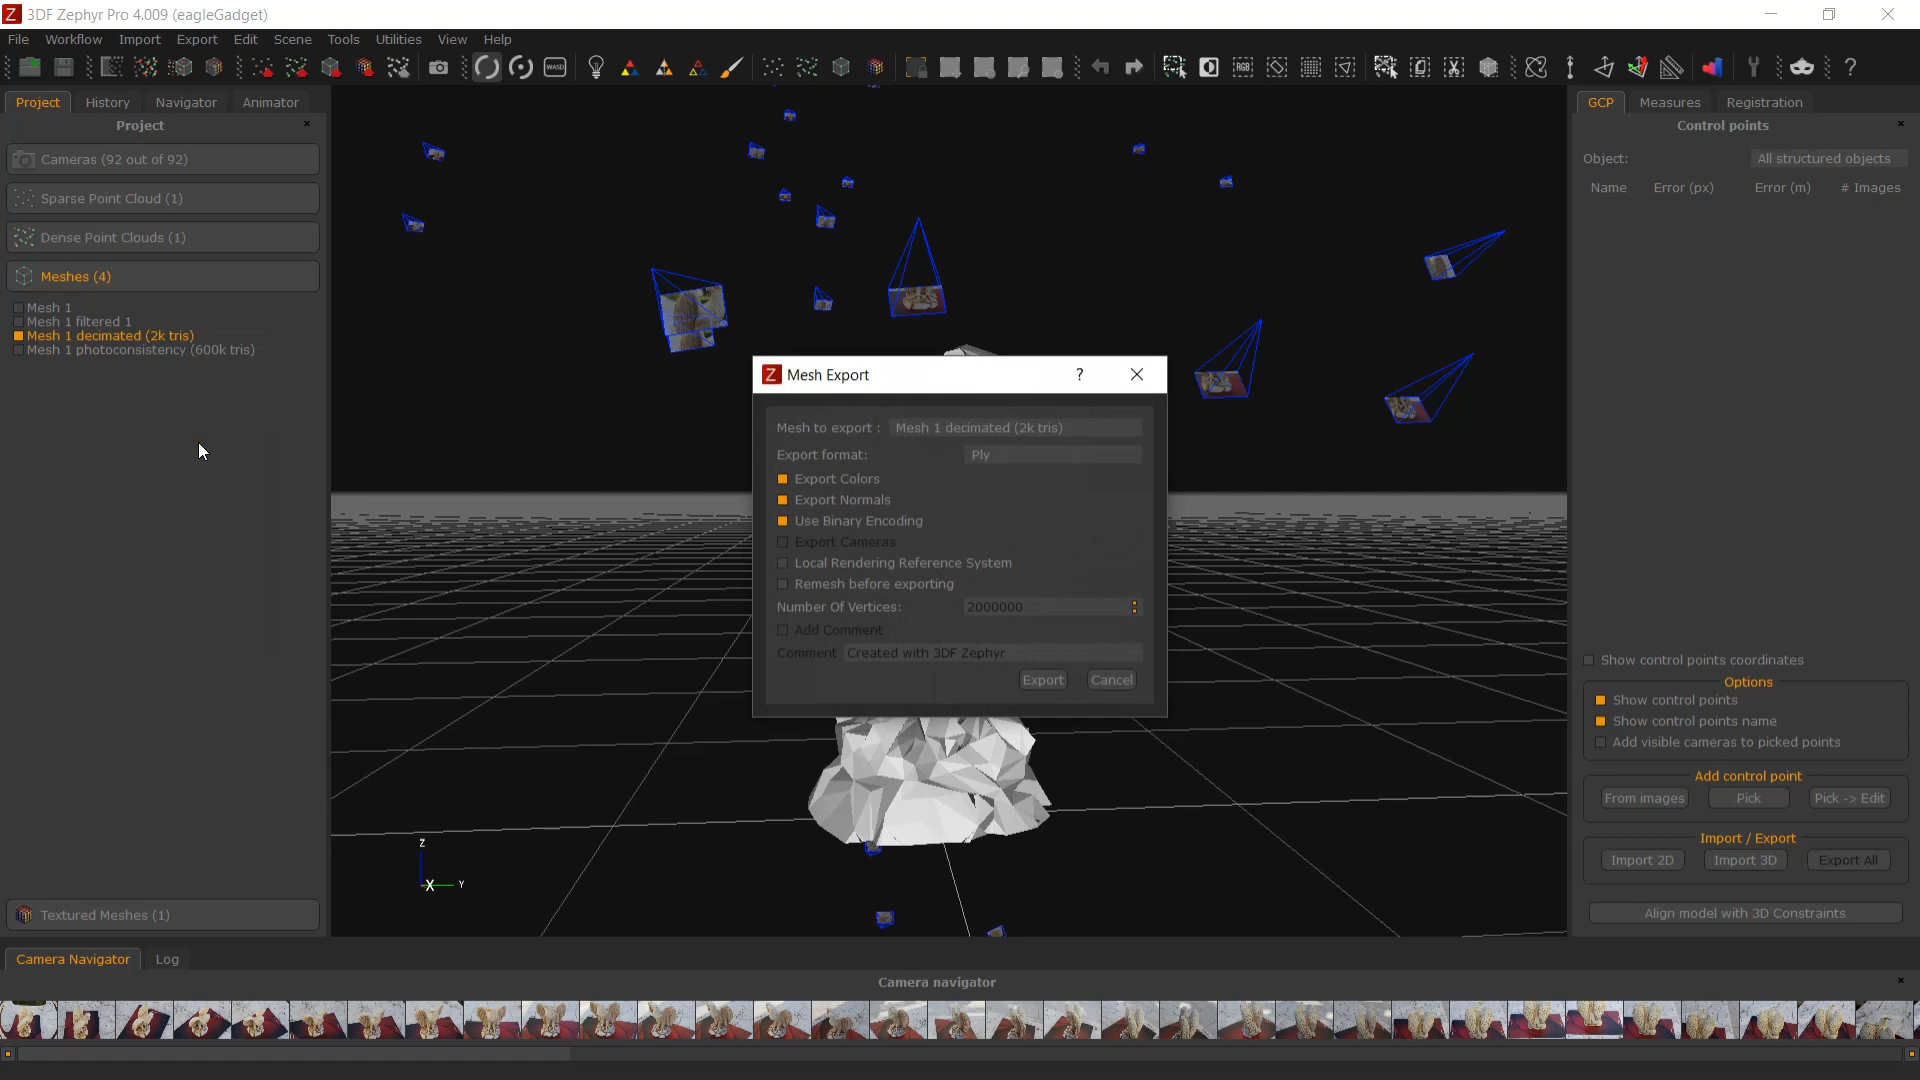 3DF Zephyr Pro 4.009 (eagleGadget)
File Workflow Import Export Edit Scene Tools Utilities View Help
WASD
RGB
Project History Navigator Animator
Project
Cameras (92 out of 92)
Sparse Point Cloud (1)
Dense Point Clouds (1)
Meshes (4)
Mesh 1
Mesh 1 filtered 1
Mesh 1 decimated (2k tris)
Mesh 1 photoconsistency (600k tris)
Textured Meshes (1)
Mesh Export
Mesh to export : Mesh 1 decimated (2k tris)
Export format: Ply
Export Colors
Export Normals
Use Binary Encoding
Export Cameras
Local Rendering Reference System
Remesh before exporting
Number Of Vertices: 2000000
Add Comment
Comment Created with 3DF Zephyr
Export Cancel
Z
X Y
GCP Measures Registration
Control points
Object: All structured objects
Name Error (px) Error (m) # Images
Show control points coordinates
Options
Show control points
Show control points name
Add visible cameras to picked points
Add control point
From images Pick Pick -> Edit
Import / Export
Import 2D Import 3D Export All
Align model with 3D Constraints
Camera Navigator Log
Camera navigator